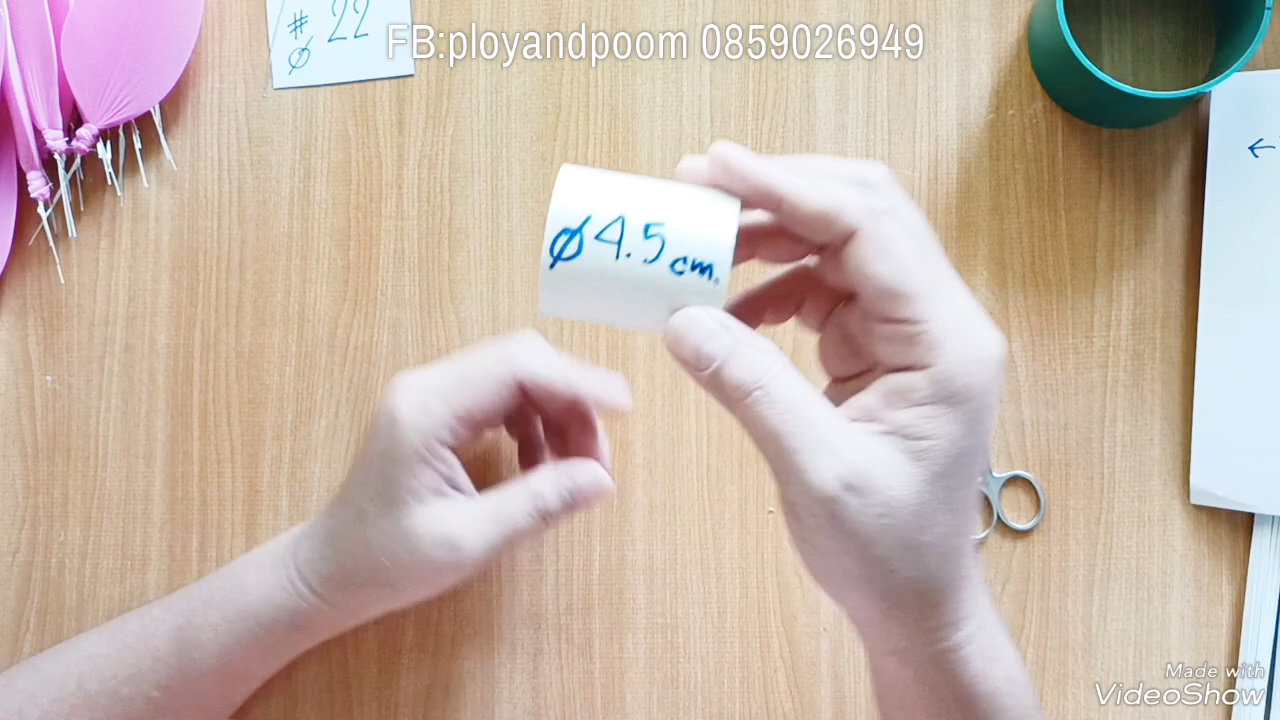 # 22
Ø
FB:ployandpoom 0859026949
←
Ø4.5 cm.
Made with
VideoShow